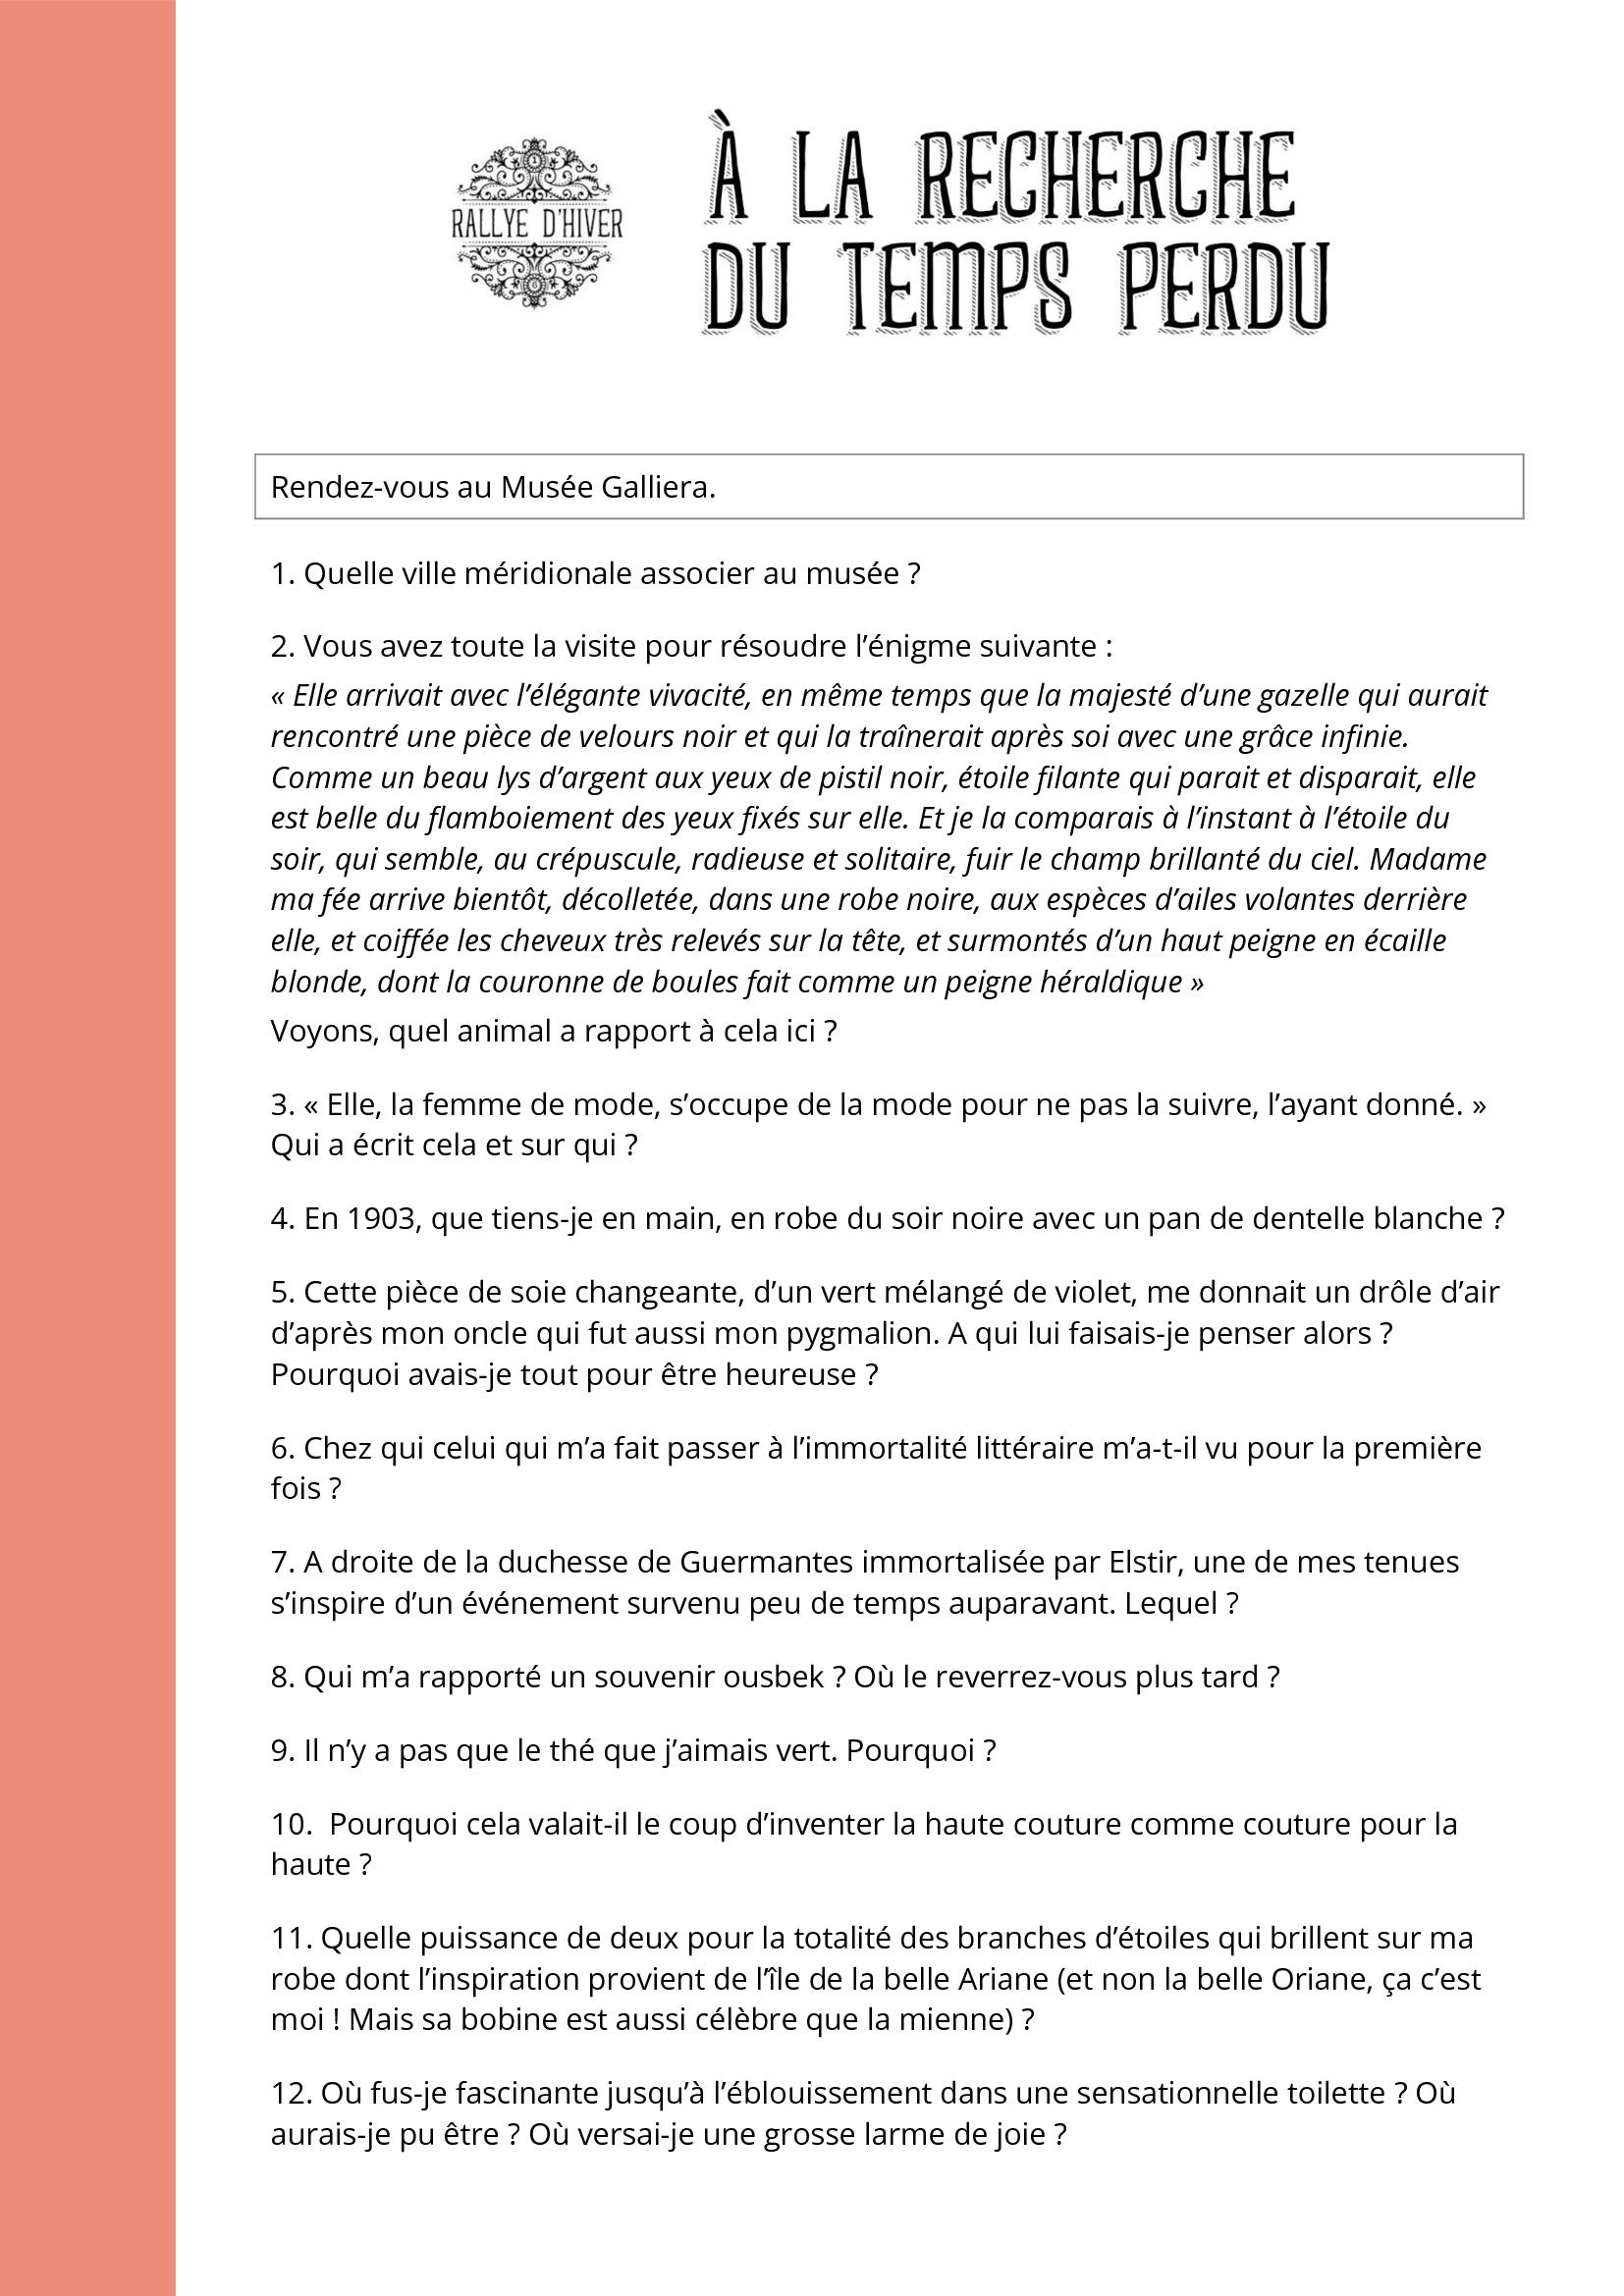 RALLYE D'HIVER
À LA RECHERCHE
DU TEMPS PERDU
Rendez-vous au Musée Galliera.
1. Quelle ville méridionale associer au musée ?
2. Vous avez toute la visite pour résoudre l’énigme suivante :
« Elle arrivait avec l’élégante vivacité, en même temps que la majesté d’une gazelle qui aurait
rencontré une pièce de velours noir et qui la traînerait après soi avec une grâce infinie.
Comme un beau lys d’argent aux yeux de pistil noir, étoile filante qui parait et disparait, elle
est belle du flamboiement des yeux fixés sur elle. Et je la comparais à l’instant à l’étoile du
soir, qui semble, au crépuscule, radieuse et solitaire, fuir le champ brillanté du ciel. Madame
ma fée arrive bientôt, décolletée, dans une robe noire, aux espèces d’ailes volantes derrière
elle, et coiffée les cheveux très relevés sur la tête, et surmontés d’un haut peigne en écaille
blonde, dont la couronne de boules fait comme un peigne héraldique »
Voyons, quel animal a rapport à cela ici ?
3. « Elle, la femme de mode, s’occupe de la mode pour ne pas la suivre, l’ayant donné. »
Qui a écrit cela et sur qui ?
4. En 1903, que tiens-je en main, en robe du soir noire avec un pan de dentelle blanche ?
5. Cette pièce de soie changeante, d’un vert mélangé de violet, me donnait un drôle d’air
d’après mon oncle qui fut aussi mon pygmalion. A qui lui faisais-je penser alors ?
Pourquoi avais-je tout pour être heureuse ?
6. Chez qui celui qui m’a fait passer à l’immortalité littéraire m’a-t-il vu pour la première
fois ?
7. A droite de la duchesse de Guermantes immortalisée par Elstir, une de mes tenues
s’inspire d’un événement survenu peu de temps auparavant. Lequel ?
8. Qui m’a rapporté un souvenir ousbek ? Où le reverrez-vous plus tard ?
9. Il n’y a pas que le thé que j’aimais vert. Pourquoi ?
10.  Pourquoi cela valait-il le coup d’inventer la haute couture comme couture pour la
haute ?
11. Quelle puissance de deux pour la totalité des branches d’étoiles qui brillent sur ma
robe dont l’inspiration provient de l’île de la belle Ariane (et non la belle Oriane, ça c’est
moi ! Mais sa bobine est aussi célèbre que la mienne) ?
12. Où fus-je fascinante jusqu’à l’éblouissement dans une sensationnelle toilette ? Où
aurais-je pu être ? Où versai-je une grosse larme de joie ?